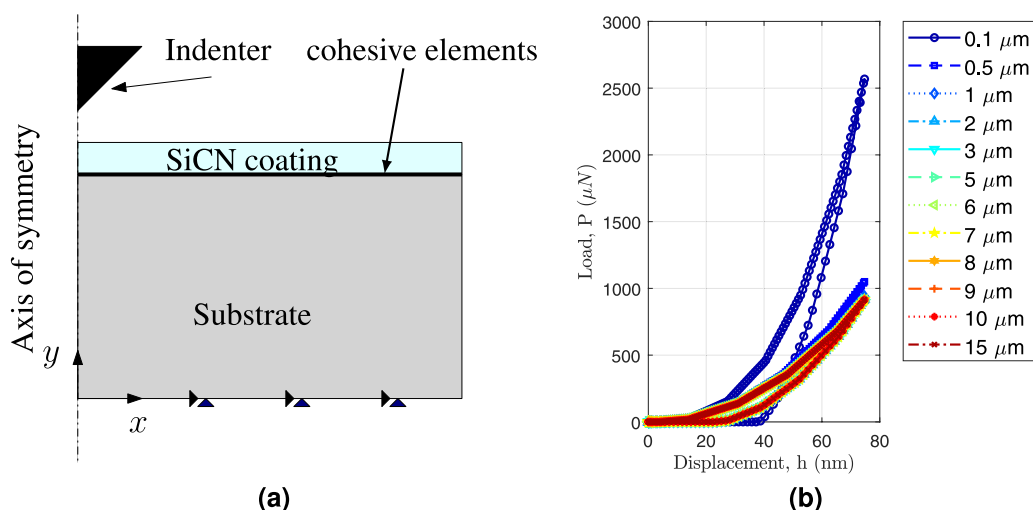 Indenter
cohesive elements
SiCN coating
Axis of symmetry
Substrate
y
x
(a)
3000
2500
2000
1500
1000
500
0
Load, P (μN)
0 20 40 60 80
Displacement, h (nm)
(b)
0.1 μm
0.5 μm
1 μm
2 μm
3 μm
5 μm
6 μm
7 μm
8 μm
9 μm
10 μm
15 μm